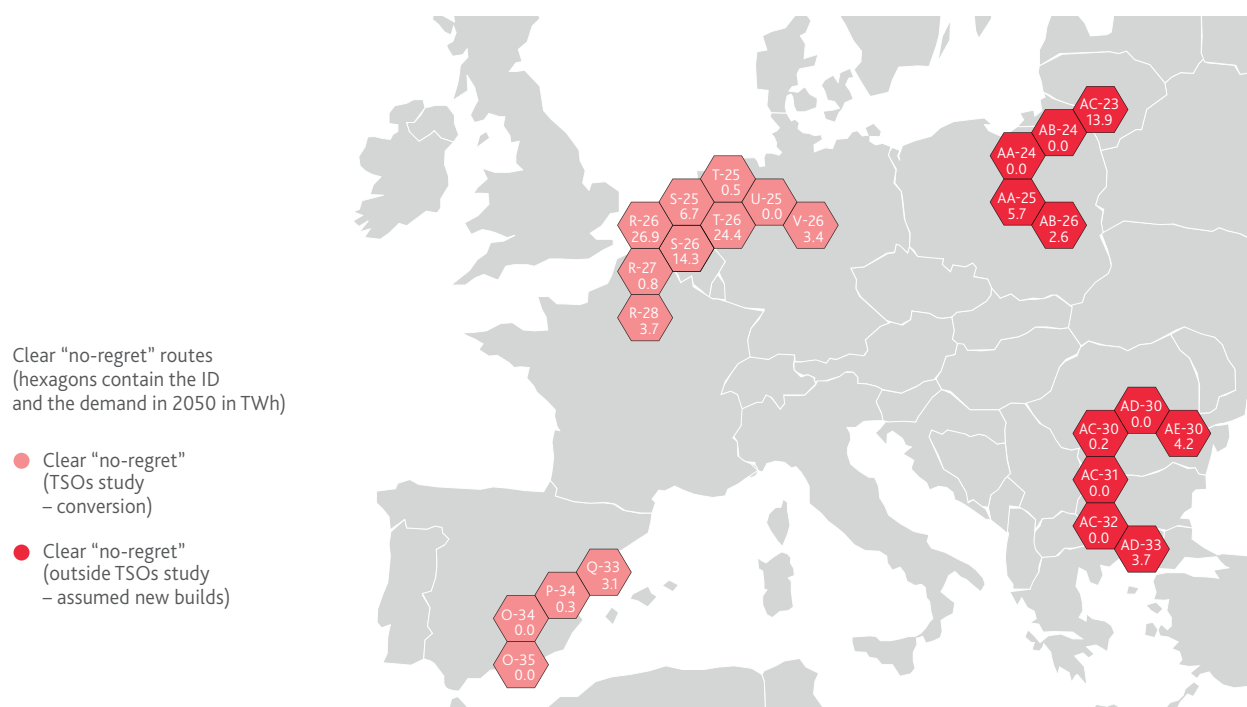 Clear “no-regret” routes
(hexagons contain the ID
and the demand in 2050 in TWh)
Clear “no-regret”
(TSOs study
– conversion)
Clear “no-regret”
(outside TSOs study
– assumed new builds)
T-25
0.5
S-25
6.7
U-25
0.0
R-26
26.9
T-26
24.4
V-26
3.4
S-26
14.3
R-27
0.8
R-28
3.7
Q-33
3.1
P-34
0.3
O-34
0.0
O-35
0.0
AC-23
13.9
AB-24
0.0
AA-24
0.0
AA-25
5.7
AB-26
2.6
AD-30
0.0
AC-30
0.2
AE-30
4.2
AC-31
0.0
AC-32
0.0
AD-33
3.7